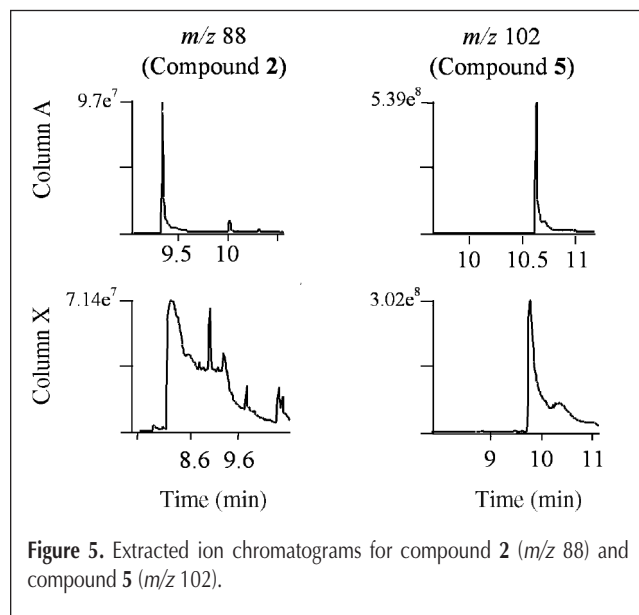 m/z 88
(Compound 2)
m/z 102
(Compound 5)
Column A
9.7e⁷
9.5 10
5.39e⁸
10 10.5 11
Column X
7.14e⁷
8.6 9.6
Time (min)
3.02e⁸
9 10 11
Time (min)
Figure 5. Extracted ion chromatograms for compound 2 (m/z 88) and
compound 5 (m/z 102).